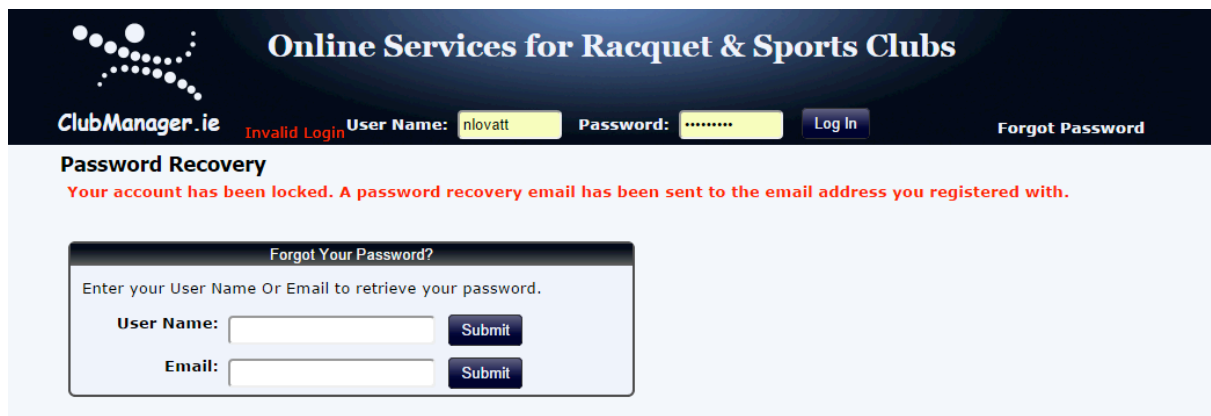 Online Services for Racquet & Sports Clubs
ClubManager.ie
Invalid Login User Name: nlovatt Password: ••••••••• Log In Forgot Password
Password Recovery
Your account has been locked. A password recovery email has been sent to the email address you registered with.
Forgot Your Password?
Enter your User Name Or Email to retrieve your password.
User Name: Submit
Email: Submit